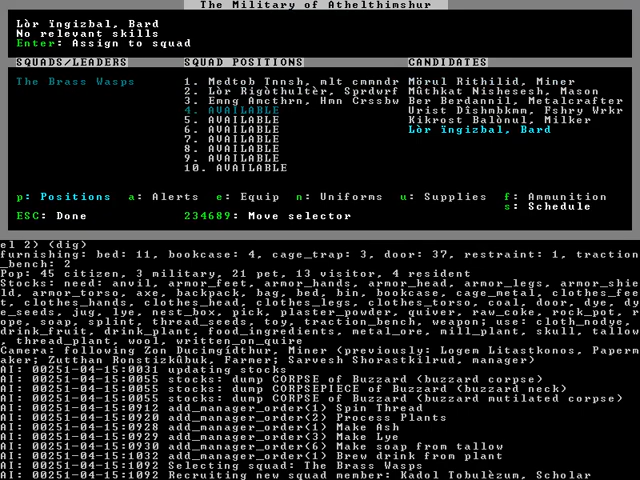 The Military of Athelthimshur
Lòr ïngizbal, Bard
No relevant skills
Enter: Assign to squad
SQUADS/LEADERS SQUAD POSITIONS CANDIDATES
The Brass Wasps 1. Medtob Innsh, mlt cmmndr Mörul Rithilid, Miner
2. Lòr Rigòthultèr, Sprdwrf Mûthkat Nishesesh, Mason
3. Emng Amcthrn, Hmn Crssbw Ber Berdannil, Metalcrafter
4. AVAILABLE Urist Dîshmbkmm, Fshry Wrkr
5. AVAILABLE Kikrost Balònul, Milker
6. AVAILABLE Lòr ïngizbal, Bard
7. AVAILABLE
8. AVAILABLE
9. AVAILABLE
10. AVAILABLE
p: Positions a: Alerts e: Equip n: Uniforms u: Supplies f: Ammunition
s: Schedule
ESC: Done 234689: Move selector
el 2) (dig)
furnishing: bed: 11, bookcase: 4, cage_trap: 3, door: 37, restraint: 1, traction
_bench: 2
Pop: 45 citizen, 3 military, 21 pet, 13 visitor, 4 resident
Stocks: need: anvil, armor_feet, armor_hands, armor_head, armor_legs, armor_shie
ld, armor_torso, axe, backpack, bag, bed, bin, bookcase, cage_metal, clothes_fee
t, clothes_hands, clothes_head, clothes_legs, clothes_torso, coal, door, dye, dy
e_seeds, jug, lye, nest_box, pick, plaster_powder, quiver, raw_coke, rock_pot, r
ope, soap, splint, thread_seeds, toy, traction_bench, weapon; use: cloth_nodye,
drink_fruit, drink_plant, food_ingredients, metal_ore, mill_plant, skull, tallow
, thread_plant, wool, written_on_quire
Camera: following Zon Ducimgidthur, Miner (previously: Logem Litastkonos, Paperm
aker; Zutthan Ronstizkûbuk, Farmer; Sarvesh Shorastkilrud, manager)
AI: 00251-04-15:0031 updating stocks
AI: 00251-04-15:0055 stocks: dump CORPSE of Buzzard (buzzard corpse)
AI: 00251-04-15:0055 stocks: dump CORPSEPIECE of Buzzard (buzzard neck)
AI: 00251-04-15:0055 stocks: dump CORPSE of Buzzard (buzzard mutilated corpse)
AI: 00251-04-15:0912 add_manager_order(1) Spin Thread
AI: 00251-04-15:0920 add_manager_order(2) Process Plants
AI: 00251-04-15:0928 add_manager_order(1) Make Ash
AI: 00251-04-15:0929 add_manager_order(3) Make Lye
AI: 00251-04-15:0930 add_manager_order(6) Make soap from tallow
AI: 00251-04-15:1032 add_manager_order(1) Brew drink from plant
AI: 00251-04-15:1092 Selecting squad: The Brass Wasps
AI: 00251-04-15:1092 Recruiting new squad member: Kadol Tobulèzum, Scholar